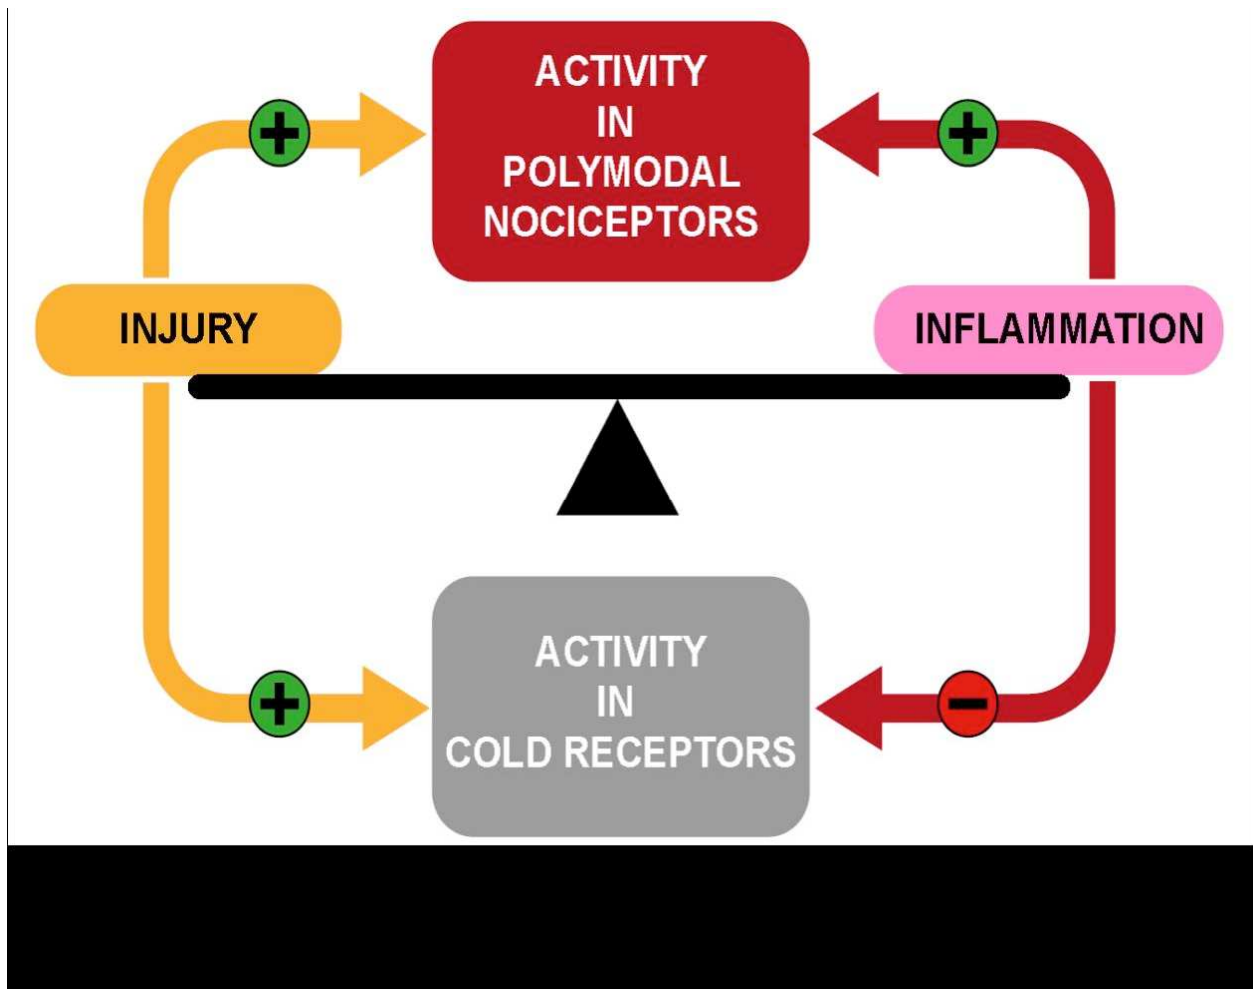 ACTIVITY
IN
POLYMODAL
NOCICEPTORS
INJURY
INFLAMMATION
ACTIVITY
IN
COLD RECEPTORS